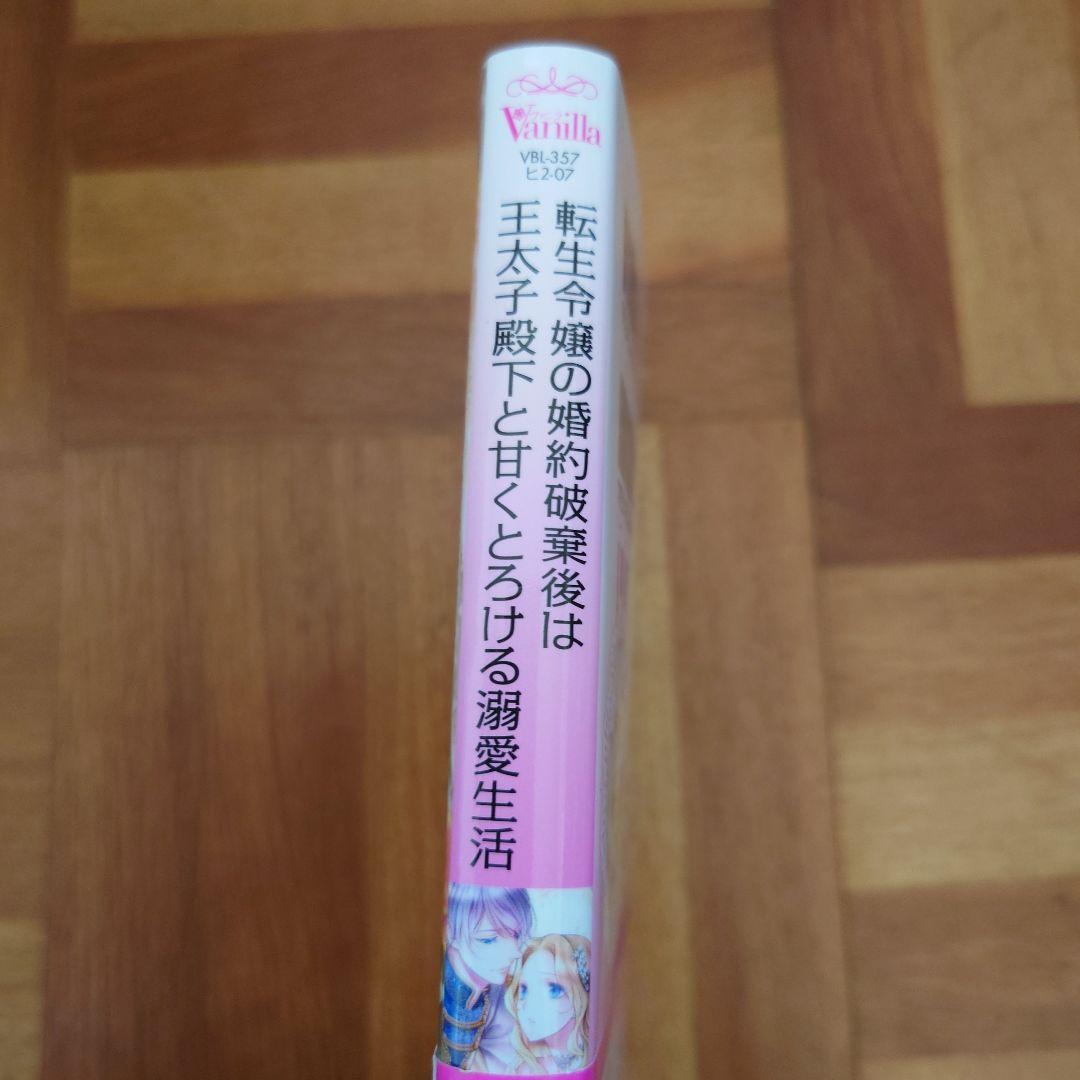 Vanilla
VBL-357
ヒ2-07
転生令嬢の婚約破棄後は
王太子殿下と甘くとろける溺愛生活